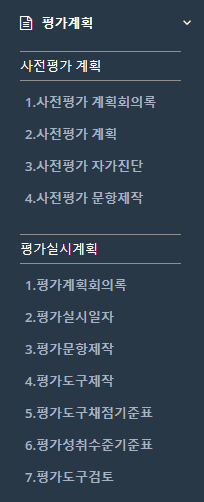 평가계획
사전평가 계획
1.사전평가 계획회의록
2.사전평가 계획
3.사전평가 자가진단
4.사전평가 문항제작
평가실시계획
1.평가계획회의록
2.평가실시일자
3.평가문항제작
4.평가도구제작
5.평가도구채점기준표
6.평가성취수준기준표
7.평가도구검토